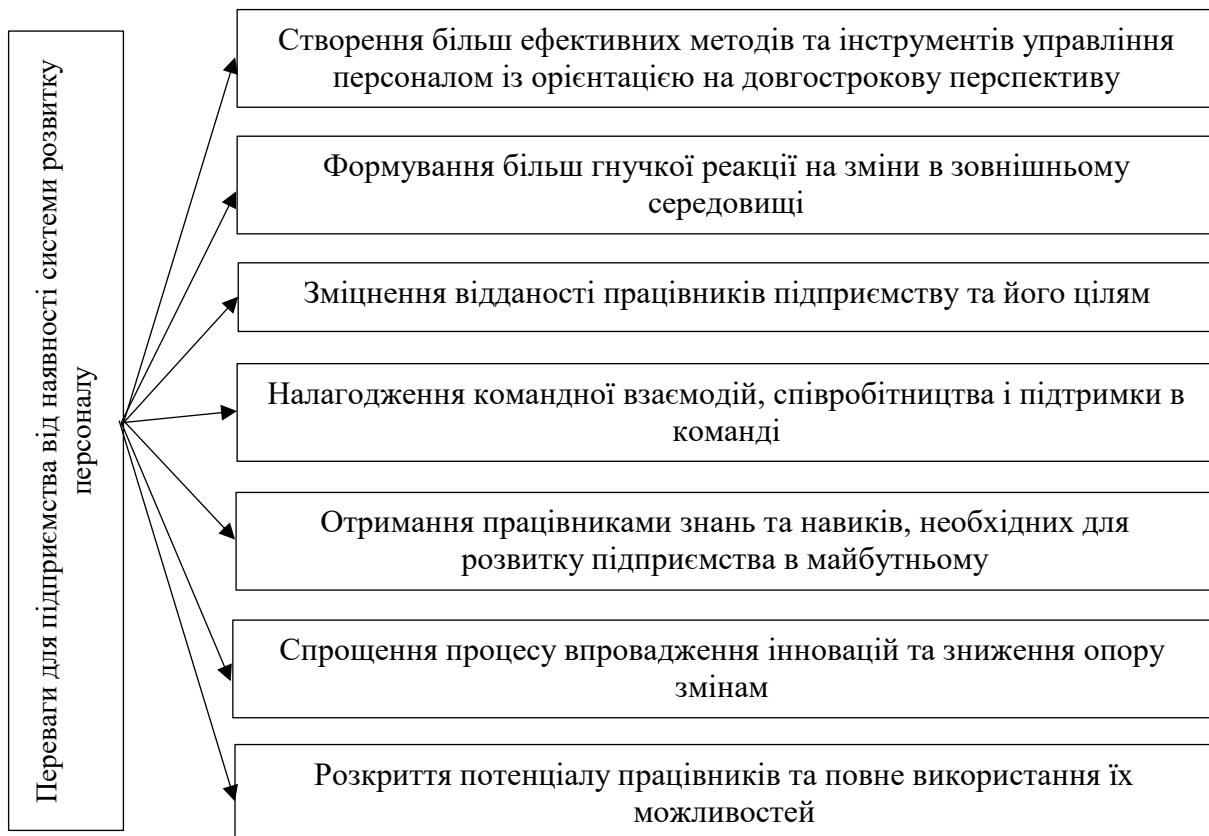 Переваги для підприємства від наявності системи розвитку
персоналу
Створення більш ефективних методів та інструментів управління
персоналом із орієнтацією на довгострокову перспективу
Формування більш гнучкої реакції на зміни в зовнішньому
середовищі
Зміцнення відданості працівників підприємству та його цілям
Налагодження командної взаємодій, співробітництва і підтримки в
команді
Отримання працівниками знань та навиків, необхідних для
розвитку підприємства в майбутньому
Спрощення процесу впровадження інновацій та зниження опору
змінам
Розкриття потенціалу працівників та повне використання їх
можливостей